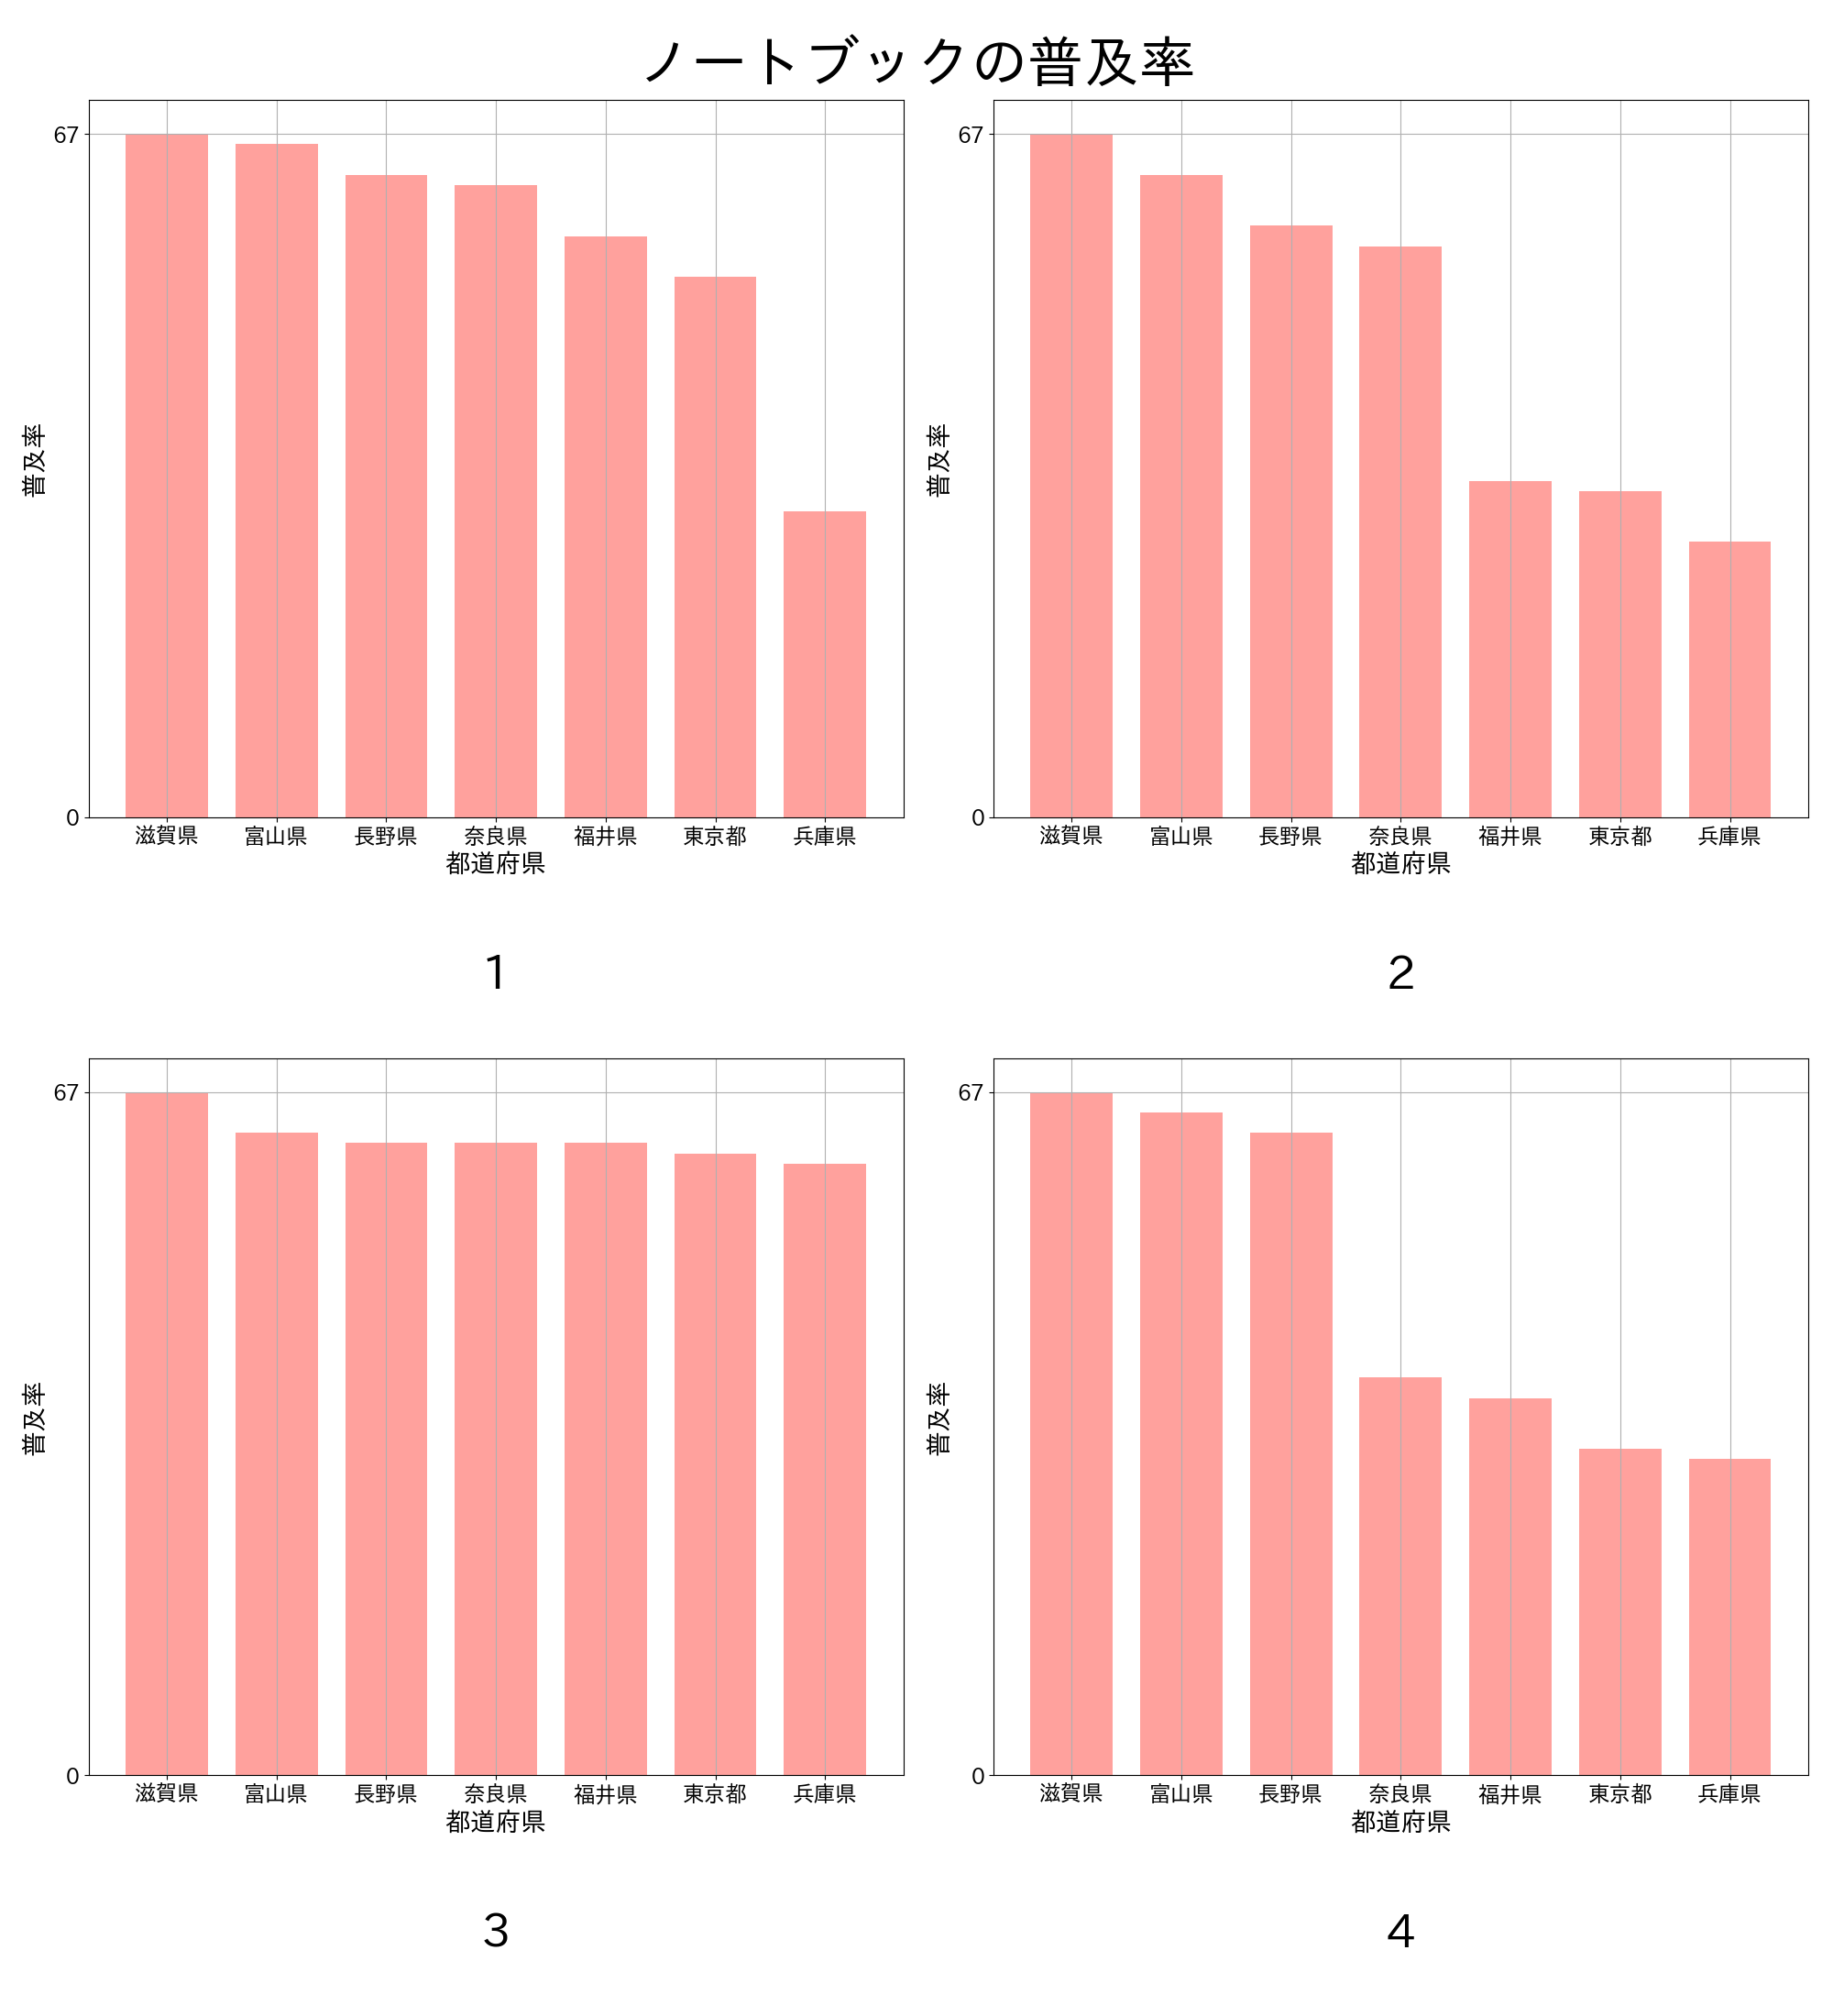 ノートブックの普及率
67
普及率
0
滋賀県 富山県 長野県 奈良県 福井県 東京都 兵庫県
都道府県
1
67
普及率
0
滋賀県 富山県 長野県 奈良県 福井県 東京都 兵庫県
都道府県
2
67
普及率
0
滋賀県 富山県 長野県 奈良県 福井県 東京都 兵庫県
都道府県
3
67
普及率
0
滋賀県 富山県 長野県 奈良県 福井県 東京都 兵庫県
都道府県
4